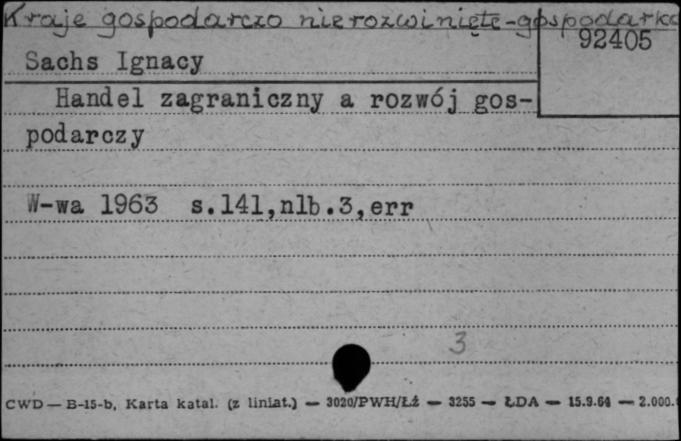 Kraje gospodarczo nierozwinięte-gospodarka
92405
Sachs Ignacy
Handel zagraniczny a rozwój gos-
podarczy
W-wa 1963 s.141,nlb.3,err
3
CWD — B-15-b, Karta katal. (z liniat.) — 3020/PWH/Łź — 3255 — ŁDA — 15.9.64 — 2.000.